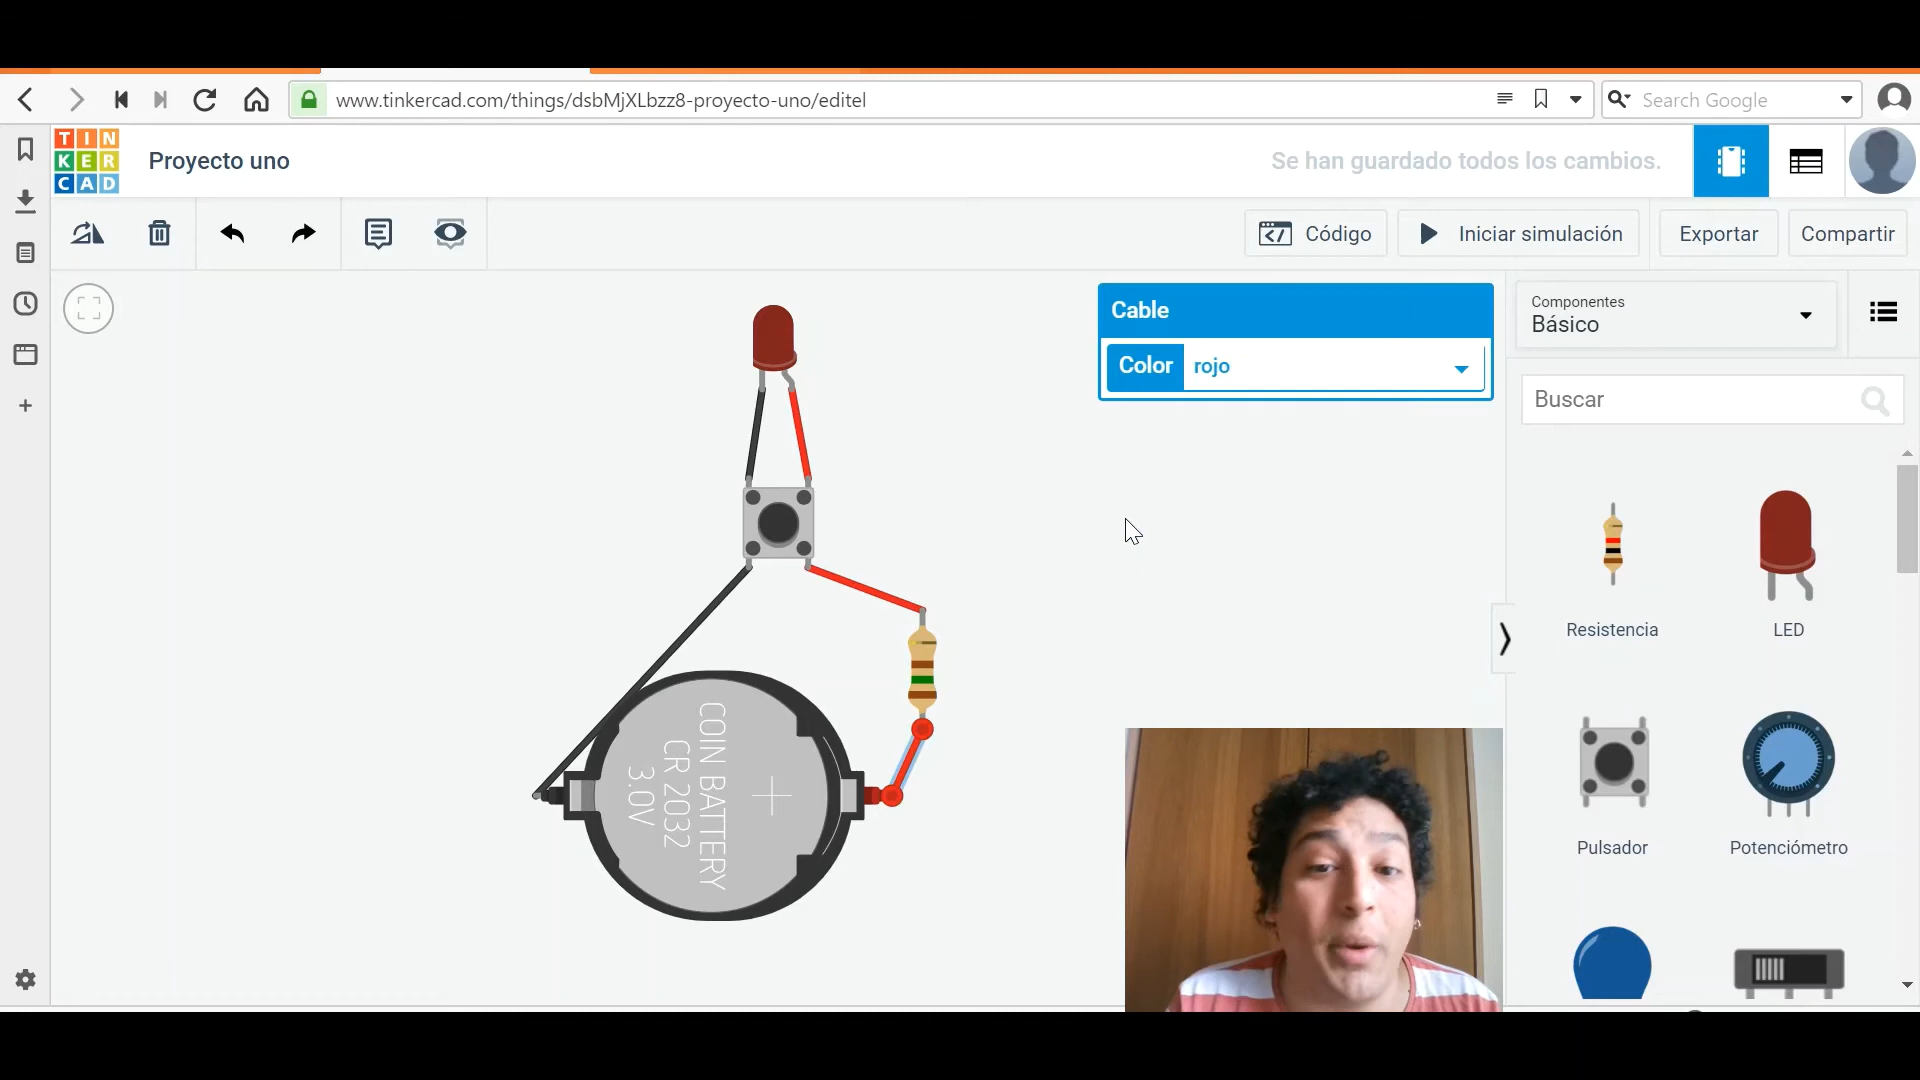 www.tinkercad.com/things/dsbMjXLbzz8-proyecto-uno/editel
Search Google
TIN
KER
CAD
Proyecto uno
Se han guardado todos los cambios.
Código
Iniciar simulación
Exportar
Compartir
Cable
Color
rojo
Componentes
Básico
Buscar
Resistencia
LED
Pulsador
Potenciómetro
COIN BATTERY
CR 2032
3.0V